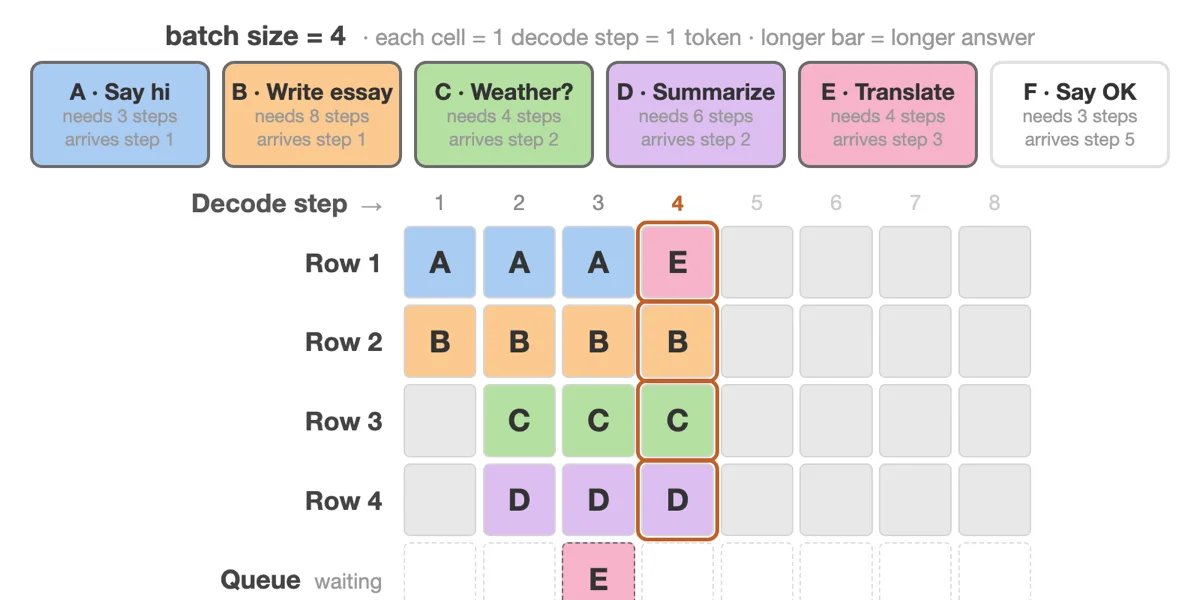 batch size = 4 · each cell = 1 decode step = 1 token · longer bar = longer answer
A · Say hi
needs 3 steps
arrives step 1
B · Write essay
needs 8 steps
arrives step 1
C · Weather?
needs 4 steps
arrives step 2
D · Summarize
needs 6 steps
arrives step 2
E · Translate
needs 4 steps
arrives step 3
F · Say OK
needs 3 steps
arrives step 5
Decode step → 1 2 3 4 5 6 7 8
Row 1 A A A E
Row 2 B B B B
Row 3 C C C
Row 4 D D D
Queue waiting E